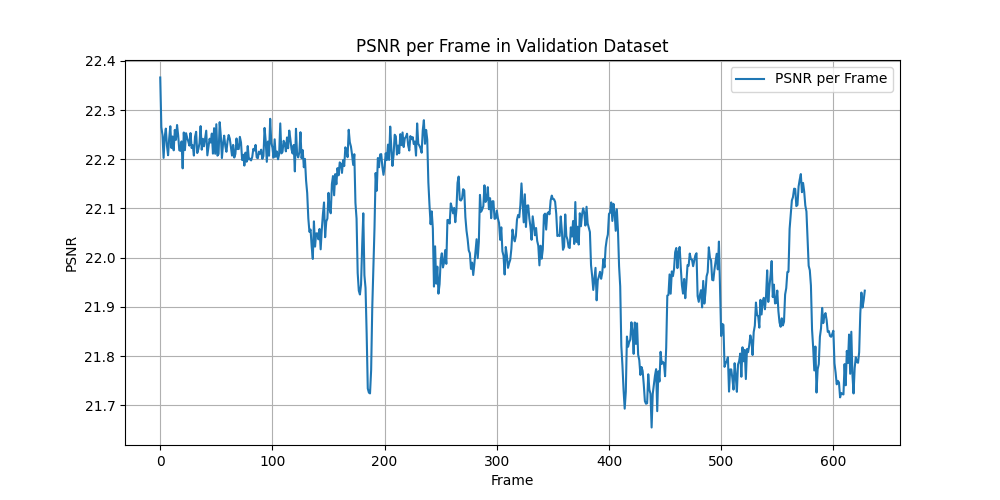 PSNR per Frame in Validation Dataset
PSNR per Frame
22.4
22.3
22.2
22.1
22.0
21.9
21.8
21.7
PSNR
0 100 200 300 400 500 600
Frame